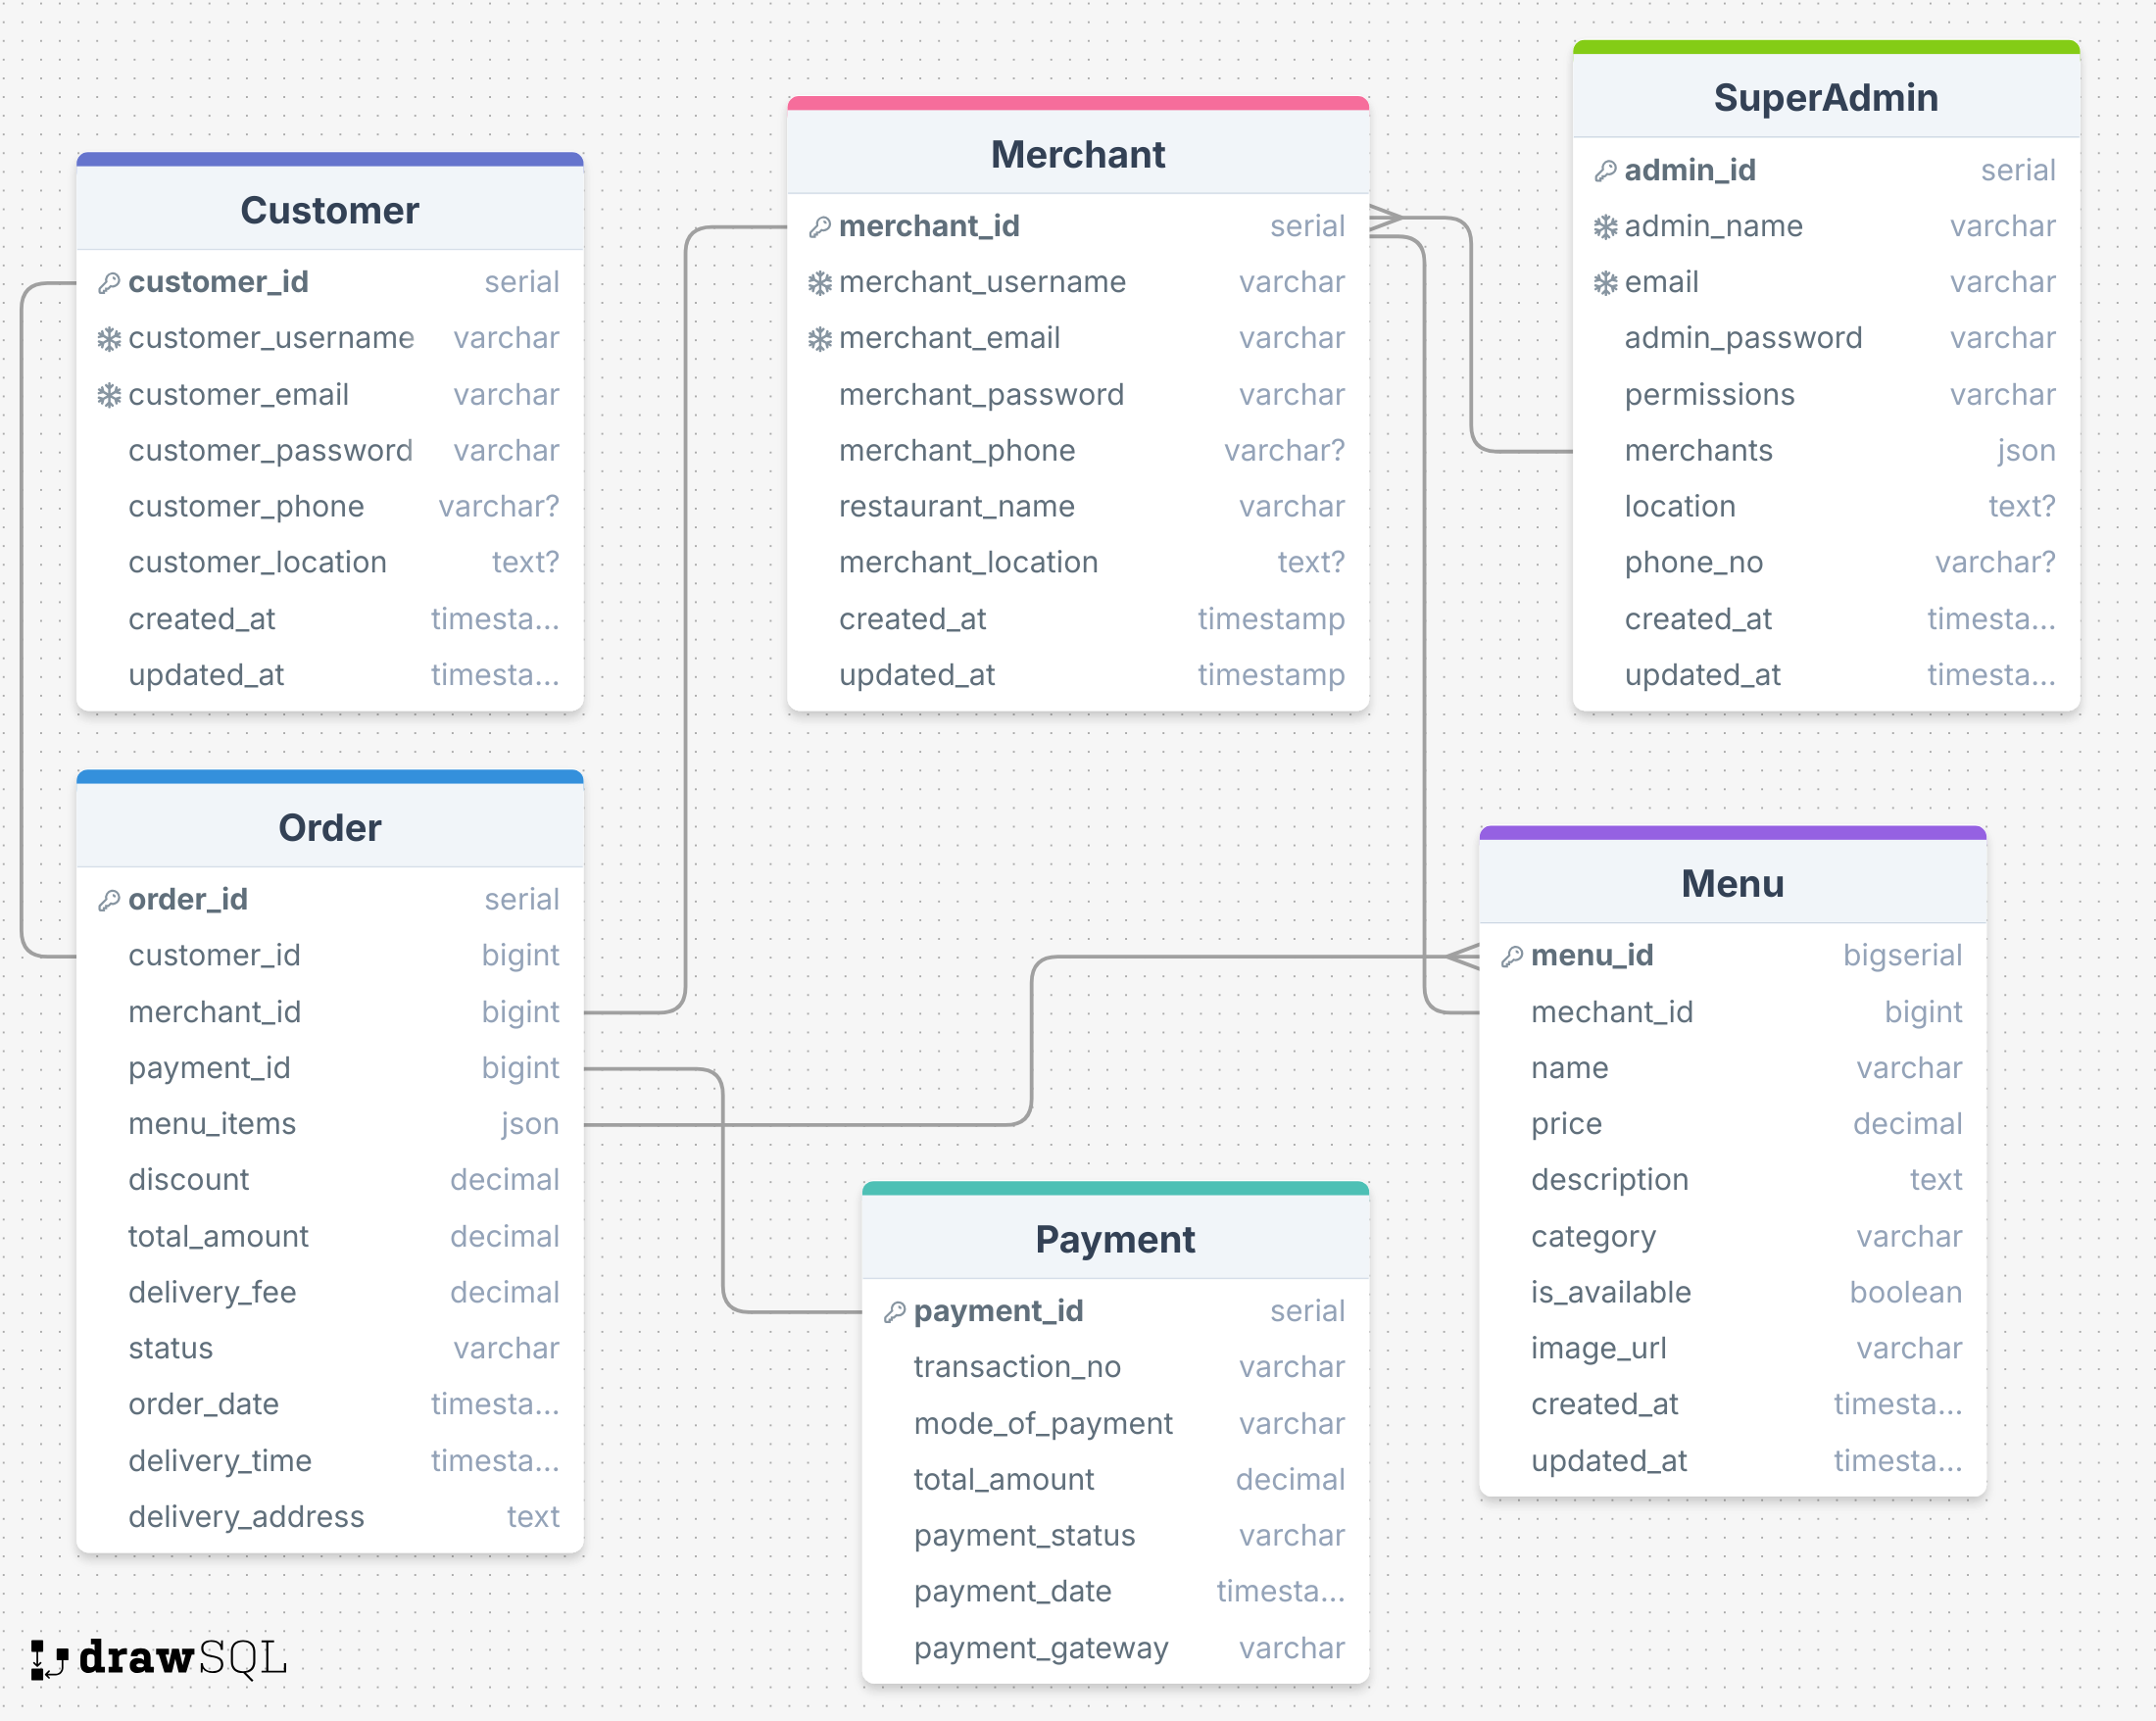 Customer
customer_id serial
customer_username varchar
customer_email varchar
customer_password varchar
customer_phone varchar?
customer_location text?
created_at timesta...
updated_at timesta...
Merchant
merchant_id serial
merchant_username varchar
merchant_email varchar
merchant_password varchar
merchant_phone varchar?
restaurant_name varchar
merchant_location text?
created_at timestamp
updated_at timestamp
SuperAdmin
admin_id serial
admin_name varchar
email varchar
admin_password varchar
permissions varchar
merchants json
location text?
phone_no varchar?
created_at timesta...
updated_at timesta...
Order
order_id serial
customer_id bigint
merchant_id bigint
payment_id bigint
menu_items json
discount decimal
total_amount decimal
delivery_fee decimal
status varchar
order_date timesta...
delivery_time timesta...
delivery_address text
Payment
payment_id serial
transaction_no varchar
mode_of_payment varchar
total_amount decimal
payment_status varchar
payment_date timesta...
payment_gateway varchar
Menu
menu_id bigserial
mechant_id bigint
name varchar
price decimal
description text
category varchar
is_available boolean
image_url varchar
created_at timesta...
updated_at timesta...
drawSQL